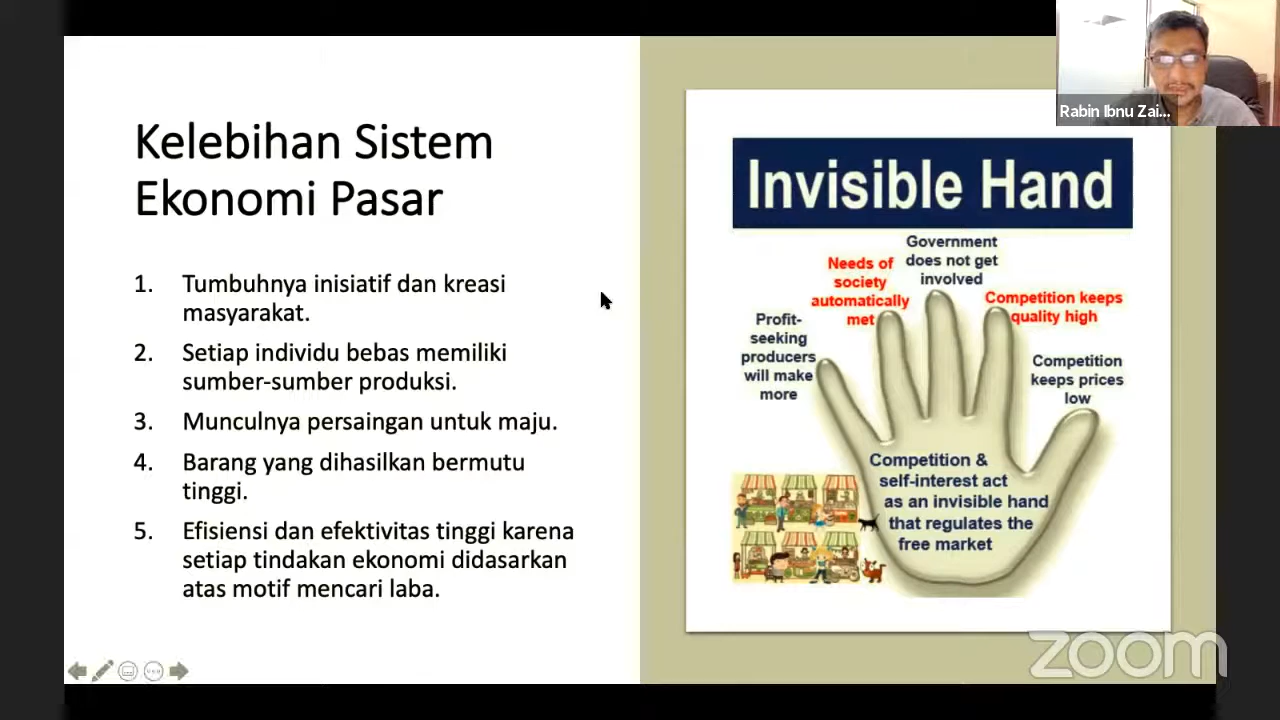 Kelebihan Sistem
Ekonomi Pasar
1. Tumbuhnya inisiatif dan kreasi
masyarakat.
2. Setiap individu bebas memiliki
sumber-sumber produksi.
3. Munculnya persaingan untuk maju.
4. Barang yang dihasilkan bermutu
tinggi.
5. Efisiensi dan efektivitas tinggi karena
setiap tindakan ekonomi didasarkan
atas motif mencari laba.
Invisible Hand
Profit-
seeking
producers
will make
more
Needs of
society
automatically
met
Government
does not get
involved
Competition keeps
quality high
Competition
keeps prices
low
Competition &
self-interest act
as an invisible hand
that regulates the
free market
Rabin Ibnu Zai...
zoom